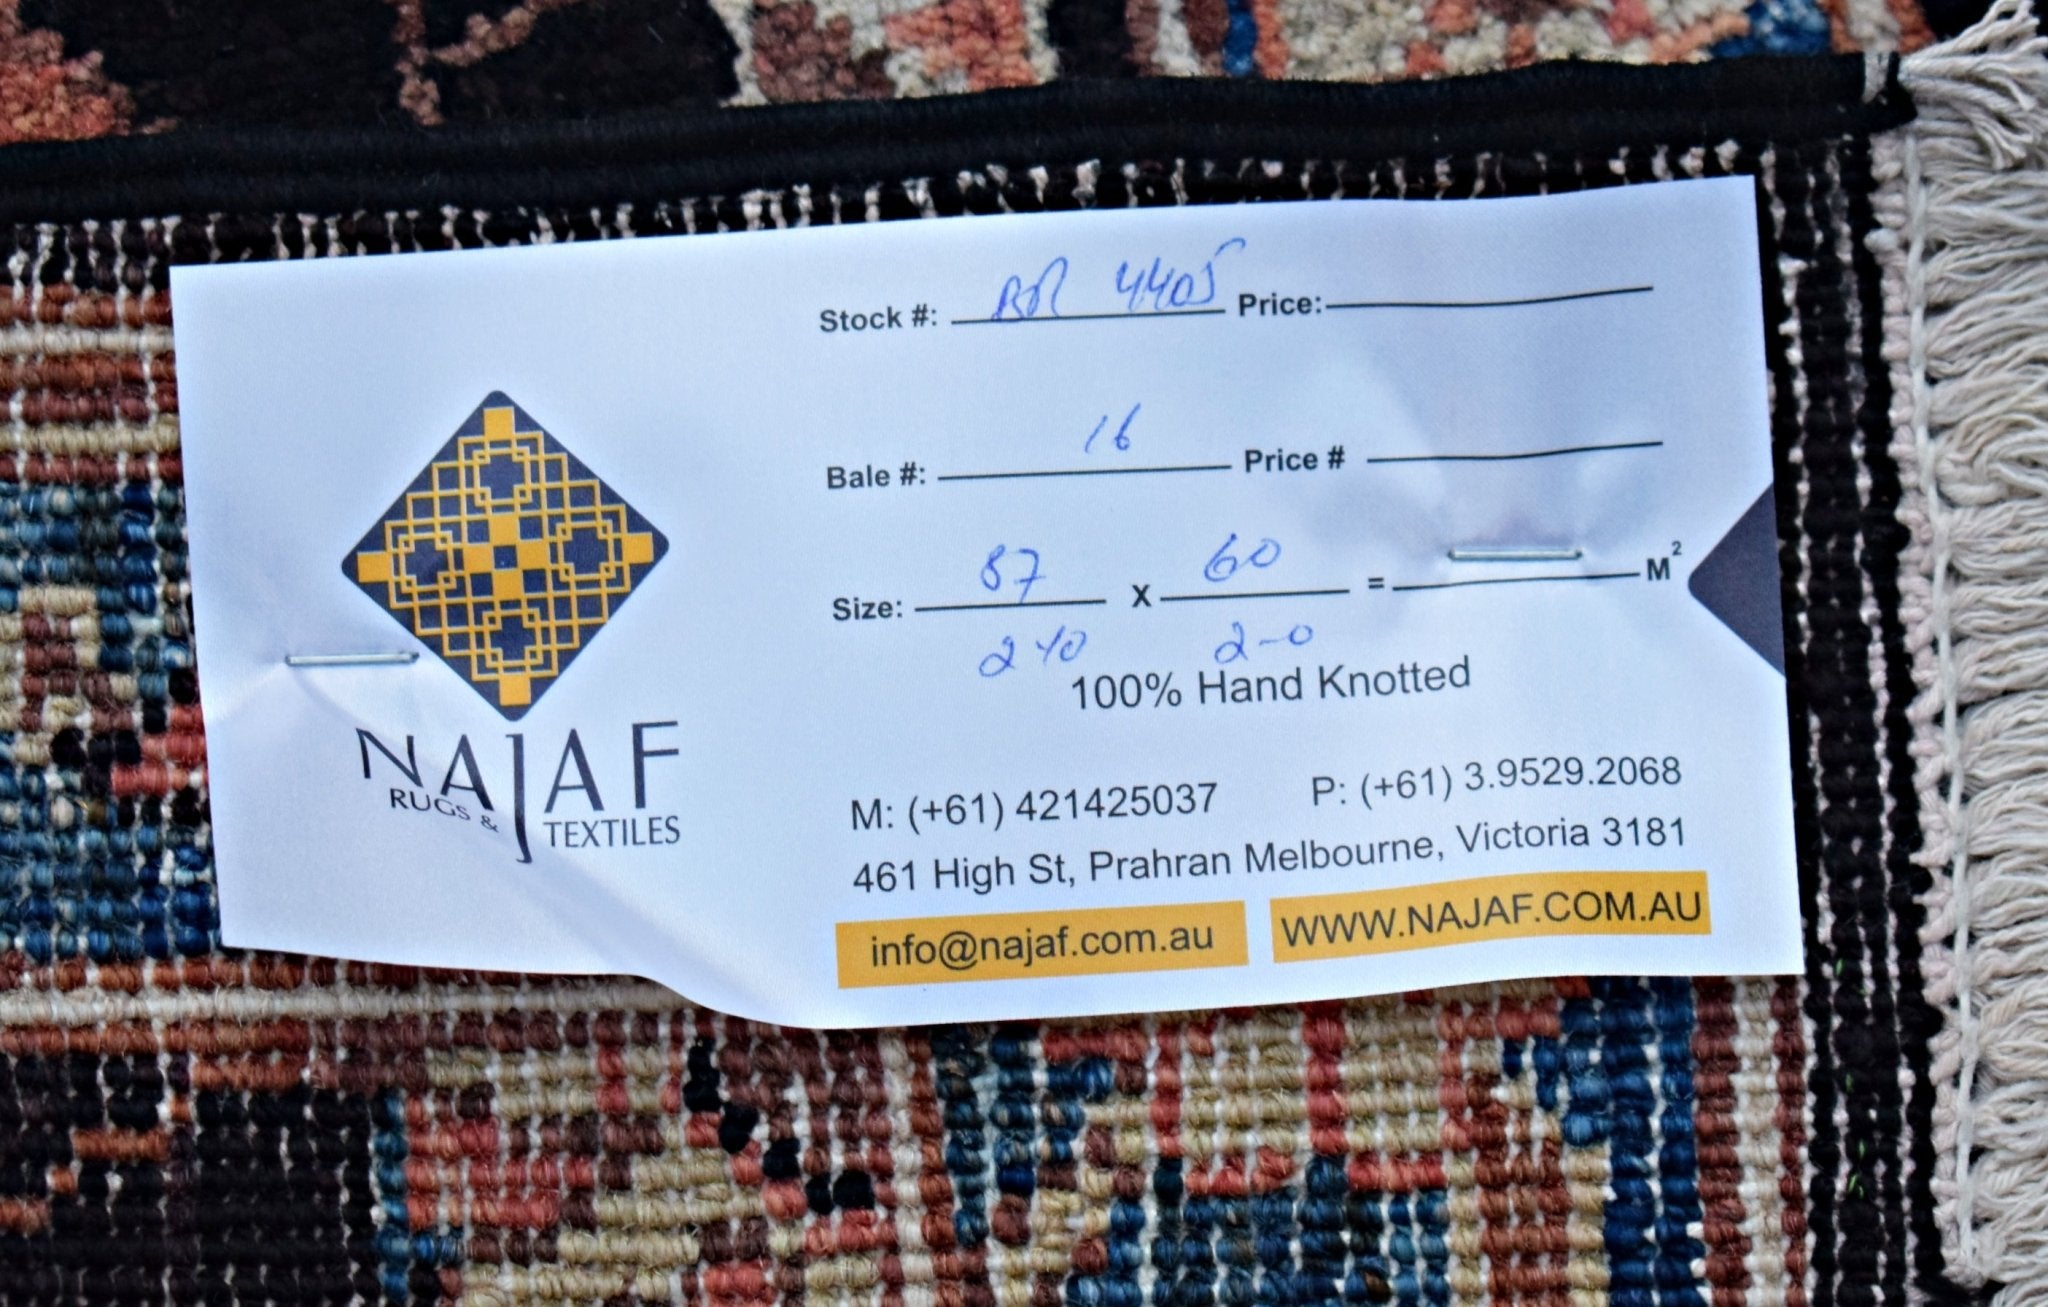 Stock #: BR 4405 Price:
Bale #: 16 Price #
Size: 87 X 60 = M²
2-10 2-0
100% Hand Knotted
NAJAF
RUGS & TEXTILES
M: (+61) 421425037 P: (+61) 3.9529.2068
461 High St, Prahran Melbourne, Victoria 3181
info@najaf.com.au WWW.NAJAF.COM.AU